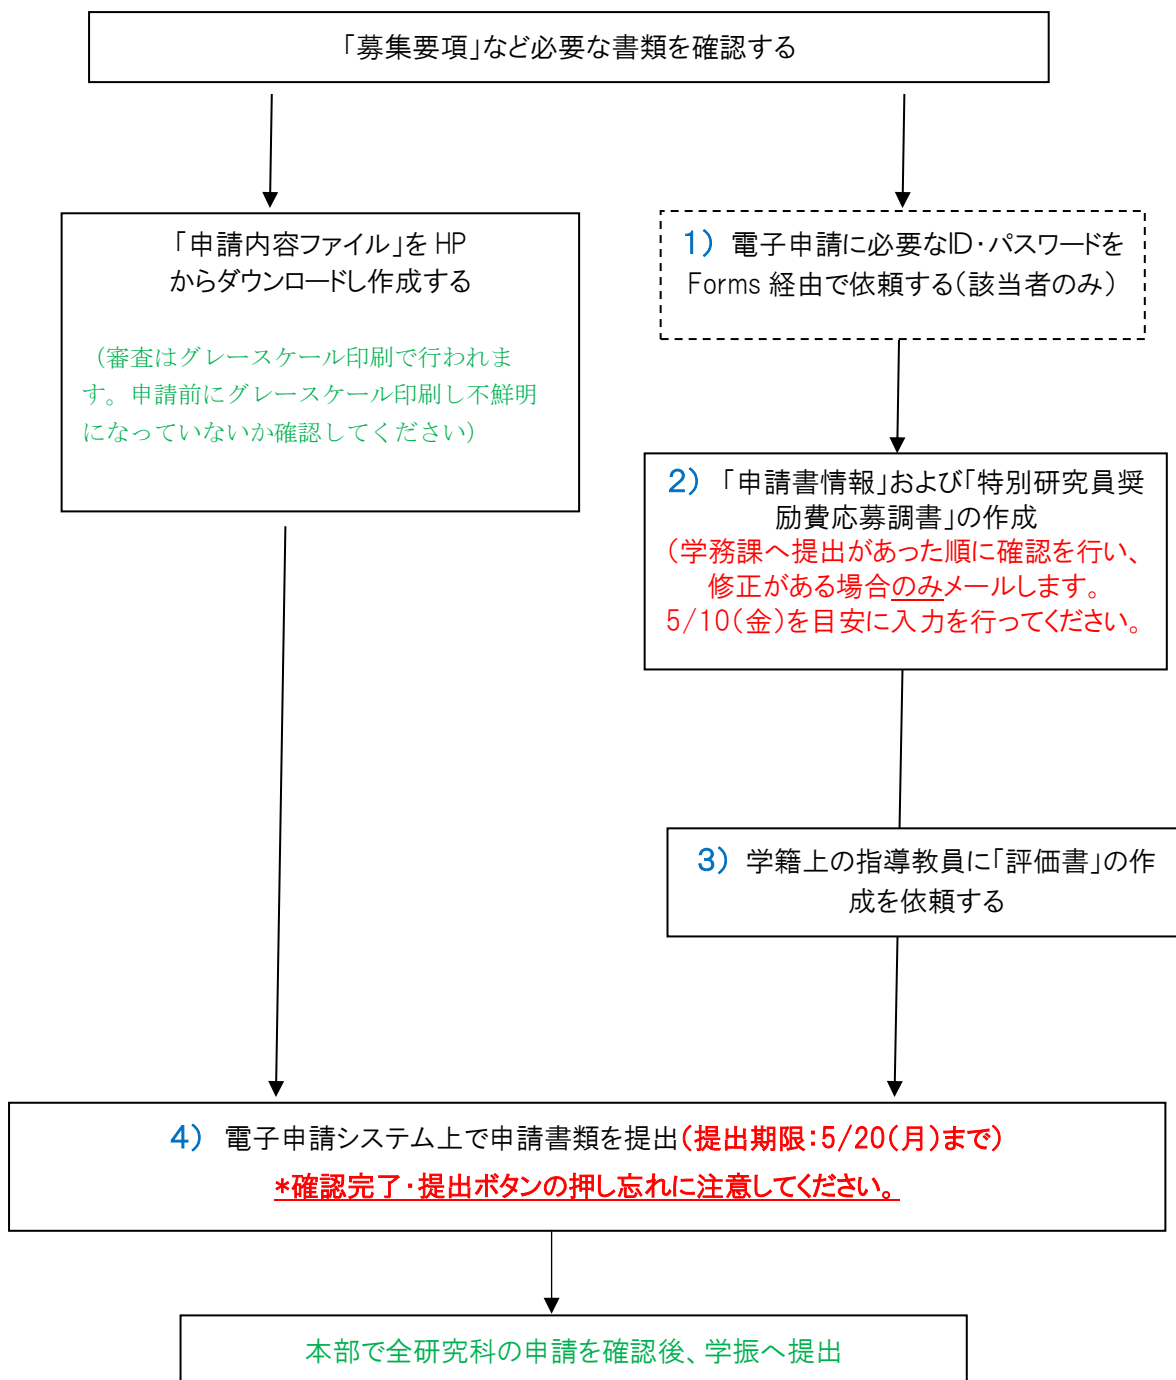 「募集要項」など必要な書類を確認する
「申請内容ファイル」を HP
からダウンロードし作成する
（審査はグレースケール印刷で行われま
す。申請前にグレースケール印刷し不鮮明
になっていないか確認してください）
1） 電子申請に必要なID・パスワードを
Forms 経由で依頼する（該当者のみ）
2） 「申請書情報」および「特別研究員奨
励費応募調書」の作成
（学務課へ提出があった順に確認を行い、
修正がある場合のみメールします。
5/10（金）を目安に入力を行ってください。
3） 学籍上の指導教員に「評価書」の作
成を依頼する
4） 電子申請システム上で申請書類を提出（提出期限：5/20（月）まで）
*確認完了・提出ボタンの押し忘れに注意してください。
本部で全研究科の申請を確認後、学振へ提出